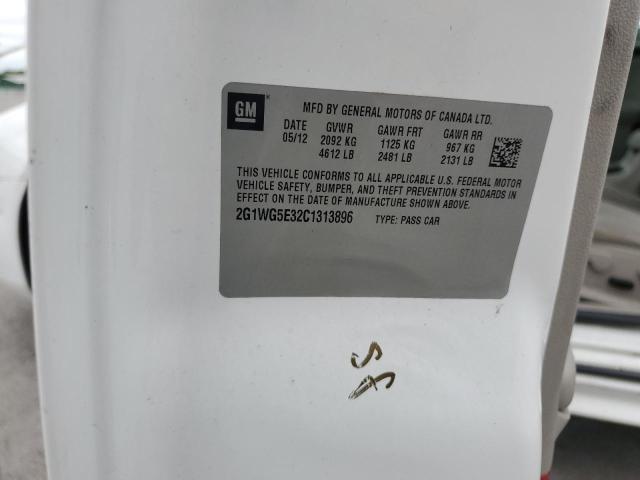 GM
MFD BY GENERAL MOTORS OF CANADA LTD.
DATE GVWR GAWR FRT GAWR RR
05/12 2092 KG 1125 KG 967 KG
4612 LB 2481 LB 2131 LB
THIS VEHICLE CONFORMS TO ALL APPLICABLE U.S. FEDERAL MOTOR
VEHICLE SAFETY, BUMPER, AND THEFT PREVENTION STANDARDS IN
EFFECT ON THE DATE OF MANUFACTURE SHOWN ABOVE.
2G1WG5E32C1313896 TYPE: PASS CAR